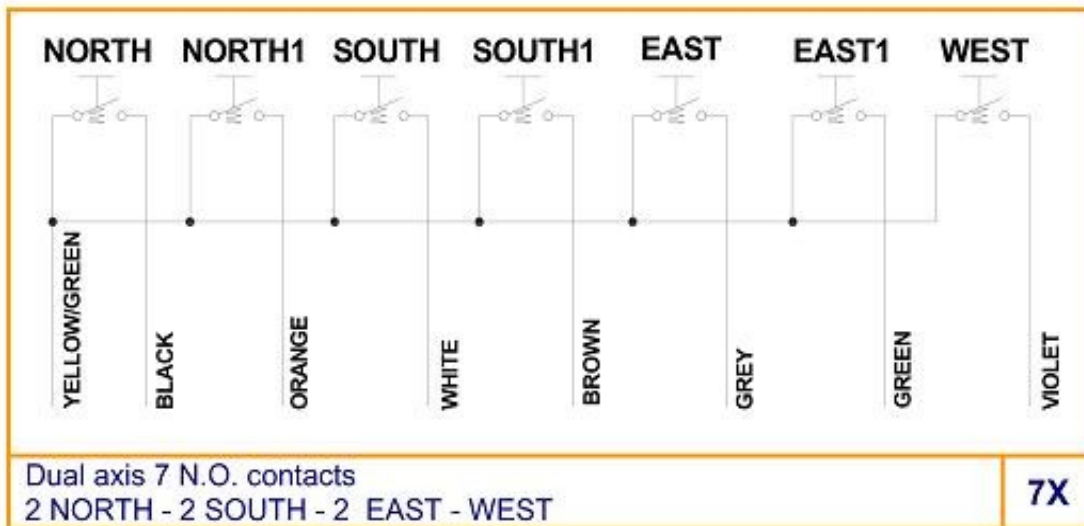 NORTH NORTH1 SOUTH SOUTH1 EAST EAST1 WEST
YELLOW/GREEN
BLACK
ORANGE
WHITE
BROWN
GREY
GREEN
VIOLET
Dual axis 7 N.O. contacts
2 NORTH - 2 SOUTH - 2 EAST - WEST
7X